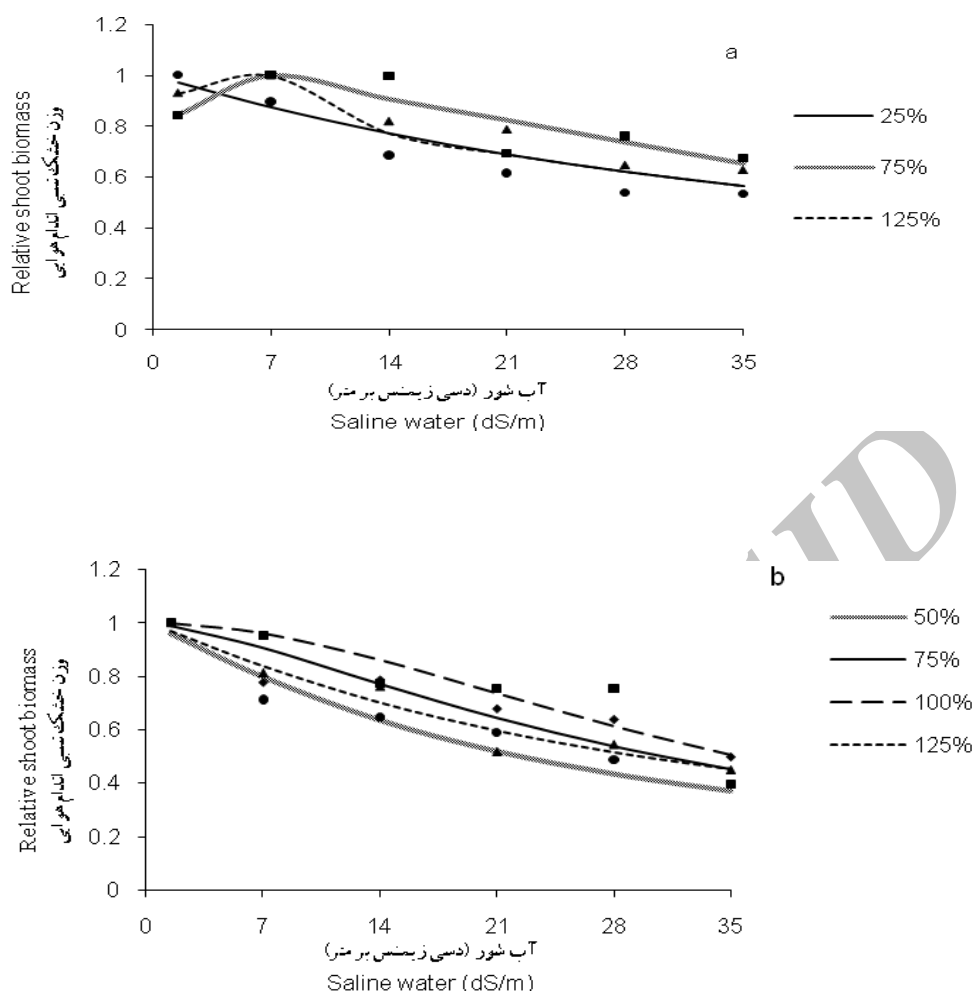 a
1.2
1
0.8
0.6
0.4
0.2
0
Relative shoot biomass
وزن خشک نسبی اندام هوایی
0 7 14 21 28 35
آب شور (دسی زیمنس بر متر)
Saline water (dS/m)
25%
75%
125%
b
1.2
1
0.8
0.6
0.4
0.2
0
Relative shoot biomass
وزن خشک نسبی اندام هوایی
0 7 14 21 28 35
آب شور (دسی زیمنس بر متر)
Saline water (dS/m)
50%
75%
100%
125%